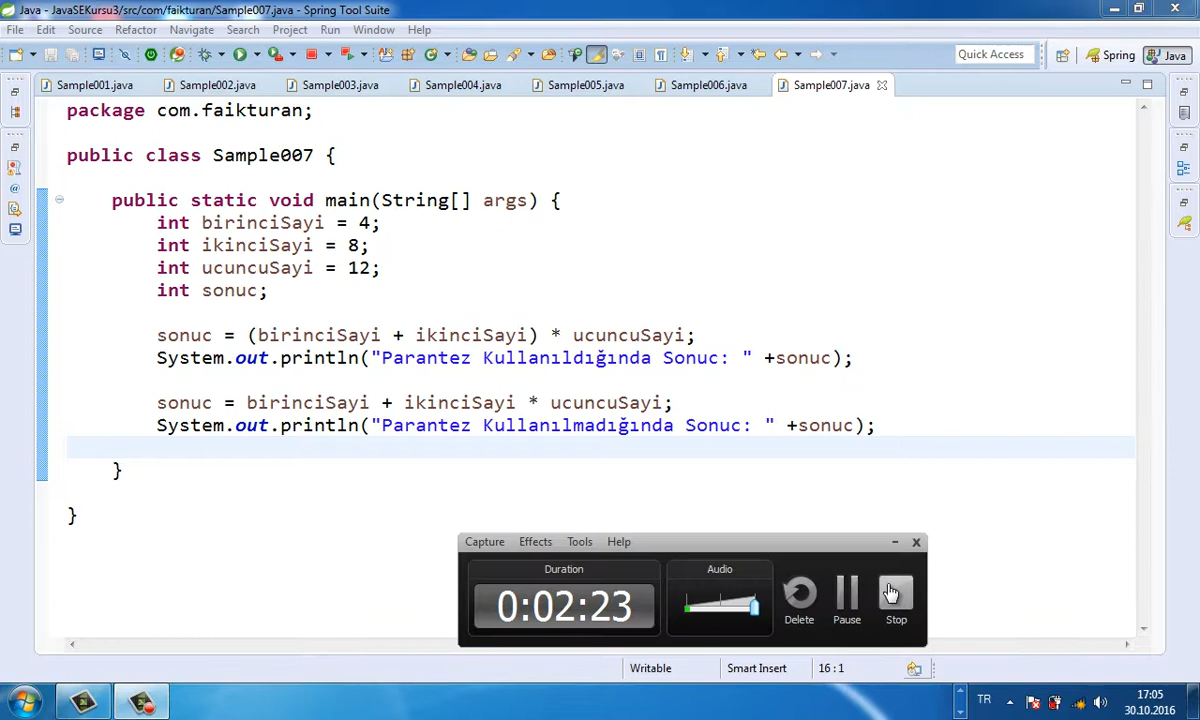 Java - JavaSEKursu3/src/com/faikturan/Sample007.java - Spring Tool Suite
File Edit Source Refactor Navigate Search Project Run Window Help
Quick Access Spring Java
Sample001.java Sample002.java Sample003.java Sample004.java Sample005.java Sample006.java Sample007.java
package com.faikturan;
public class Sample007 {
public static void main(String[] args) {
int birinciSayi = 4;
int ikinciSayi = 8;
int ucuncuSayi = 12;
int sonuc;
sonuc = (birinciSayi + ikinciSayi) * ucuncuSayi;
System.out.println("Parantez Kullanıldığında Sonuc: " +sonuc);
sonuc = birinciSayi + ikinciSayi * ucuncuSayi;
System.out.println("Parantez Kullanılmadığında Sonuc: " +sonuc);
}
}
Capture Effects Tools Help
Duration Audio
0:02:23
Delete Pause Stop
Writable Smart Insert 16 : 1
TR 17:05
30.10.2016